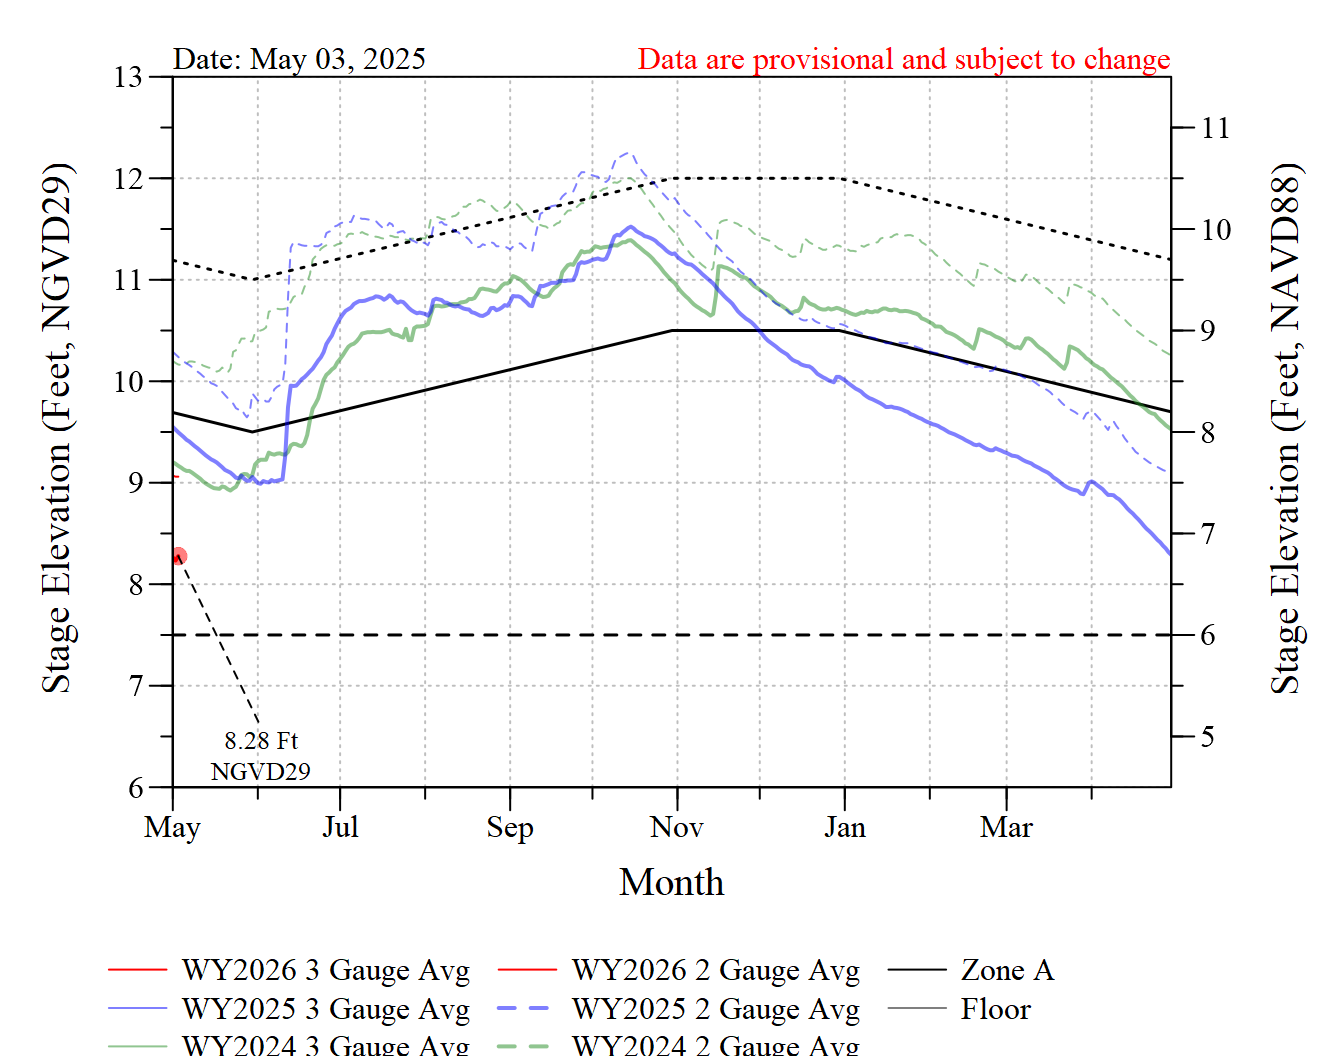 Date: May 03, 2025
Data are provisional and subject to change
13
12
11
10
9
8
7
6
11
10
9
8
7
6
5
Stage Elevation (Feet, NGVD29)
Stage Elevation (Feet, NAVD88)
8.28 Ft
NGVD29
May Jul Sep Nov Jan Mar
Month
WY2026 3 Gauge Avg WY2026 2 Gauge Avg Zone A
WY2025 3 Gauge Avg WY2025 2 Gauge Avg Floor
WY2024 3 Gauge Avg WY2024 2 Gauge Avg